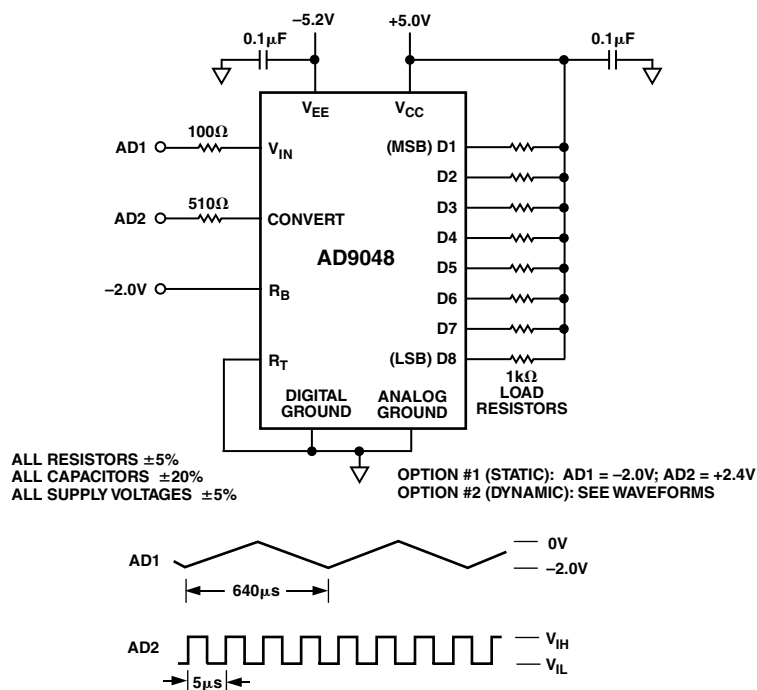 –5.2V
+5.0V
0.1µF
0.1µF
VEE
VCC
AD1
100Ω
VIN
(MSB) D1
D2
AD2
510Ω
CONVERT
D3
D4
AD9048
D5
–2.0V
RB
D6
D7
RT
(LSB) D8
1kΩ
LOAD
RESISTORS
DIGITAL
GROUND
ANALOG
GROUND
ALL RESISTORS ±5%
ALL CAPACITORS ±20%
ALL SUPPLY VOLTAGES ±5%
OPTION #1 (STATIC): AD1 = –2.0V; AD2 = +2.4V
OPTION #2 (DYNAMIC): SEE WAVEFORMS
AD1
0V
–2.0V
640µs
AD2
VIH
VIL
5µs